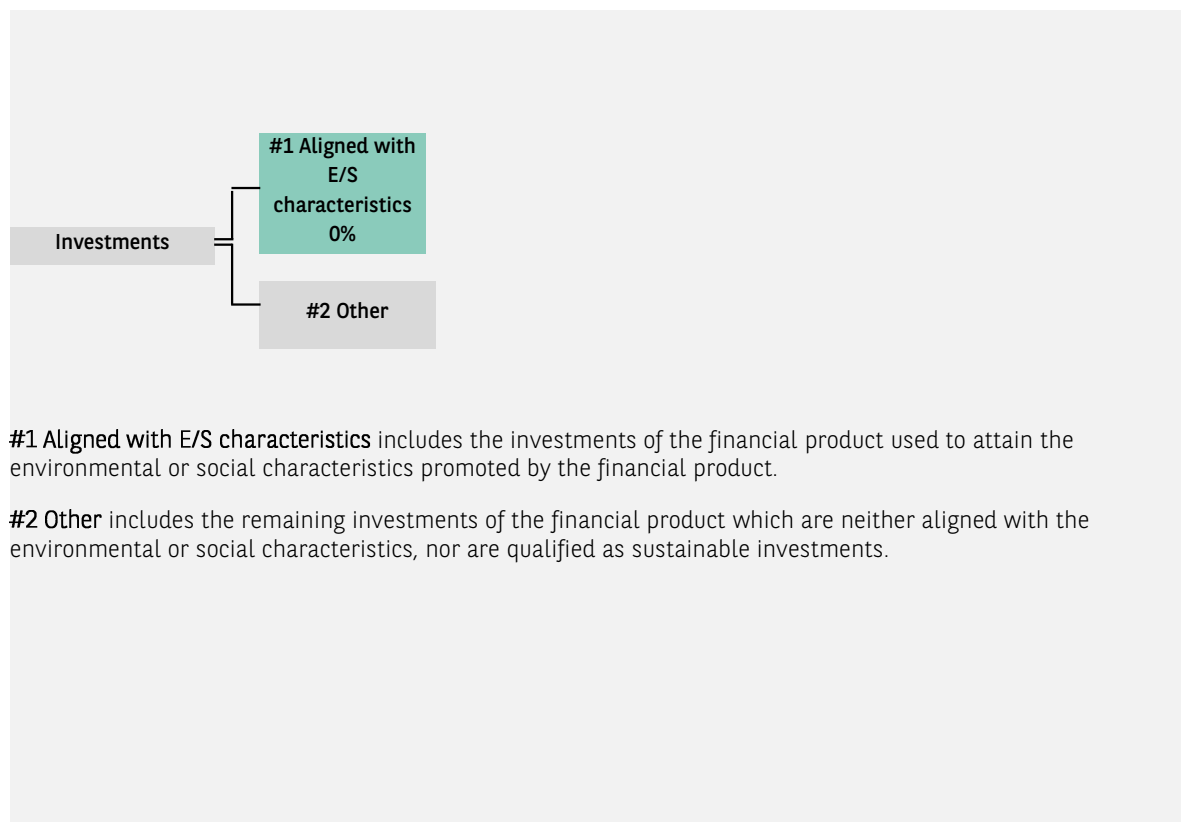 #1 Aligned with
E/S
characteristics
0%
Investments
#2 Other
#1 Aligned with E/S characteristics includes the investments of the financial product used to attain the
environmental or social characteristics promoted by the financial product.
#2 Other includes the remaining investments of the financial product which are neither aligned with the
environmental or social characteristics, nor are qualified as sustainable investments.